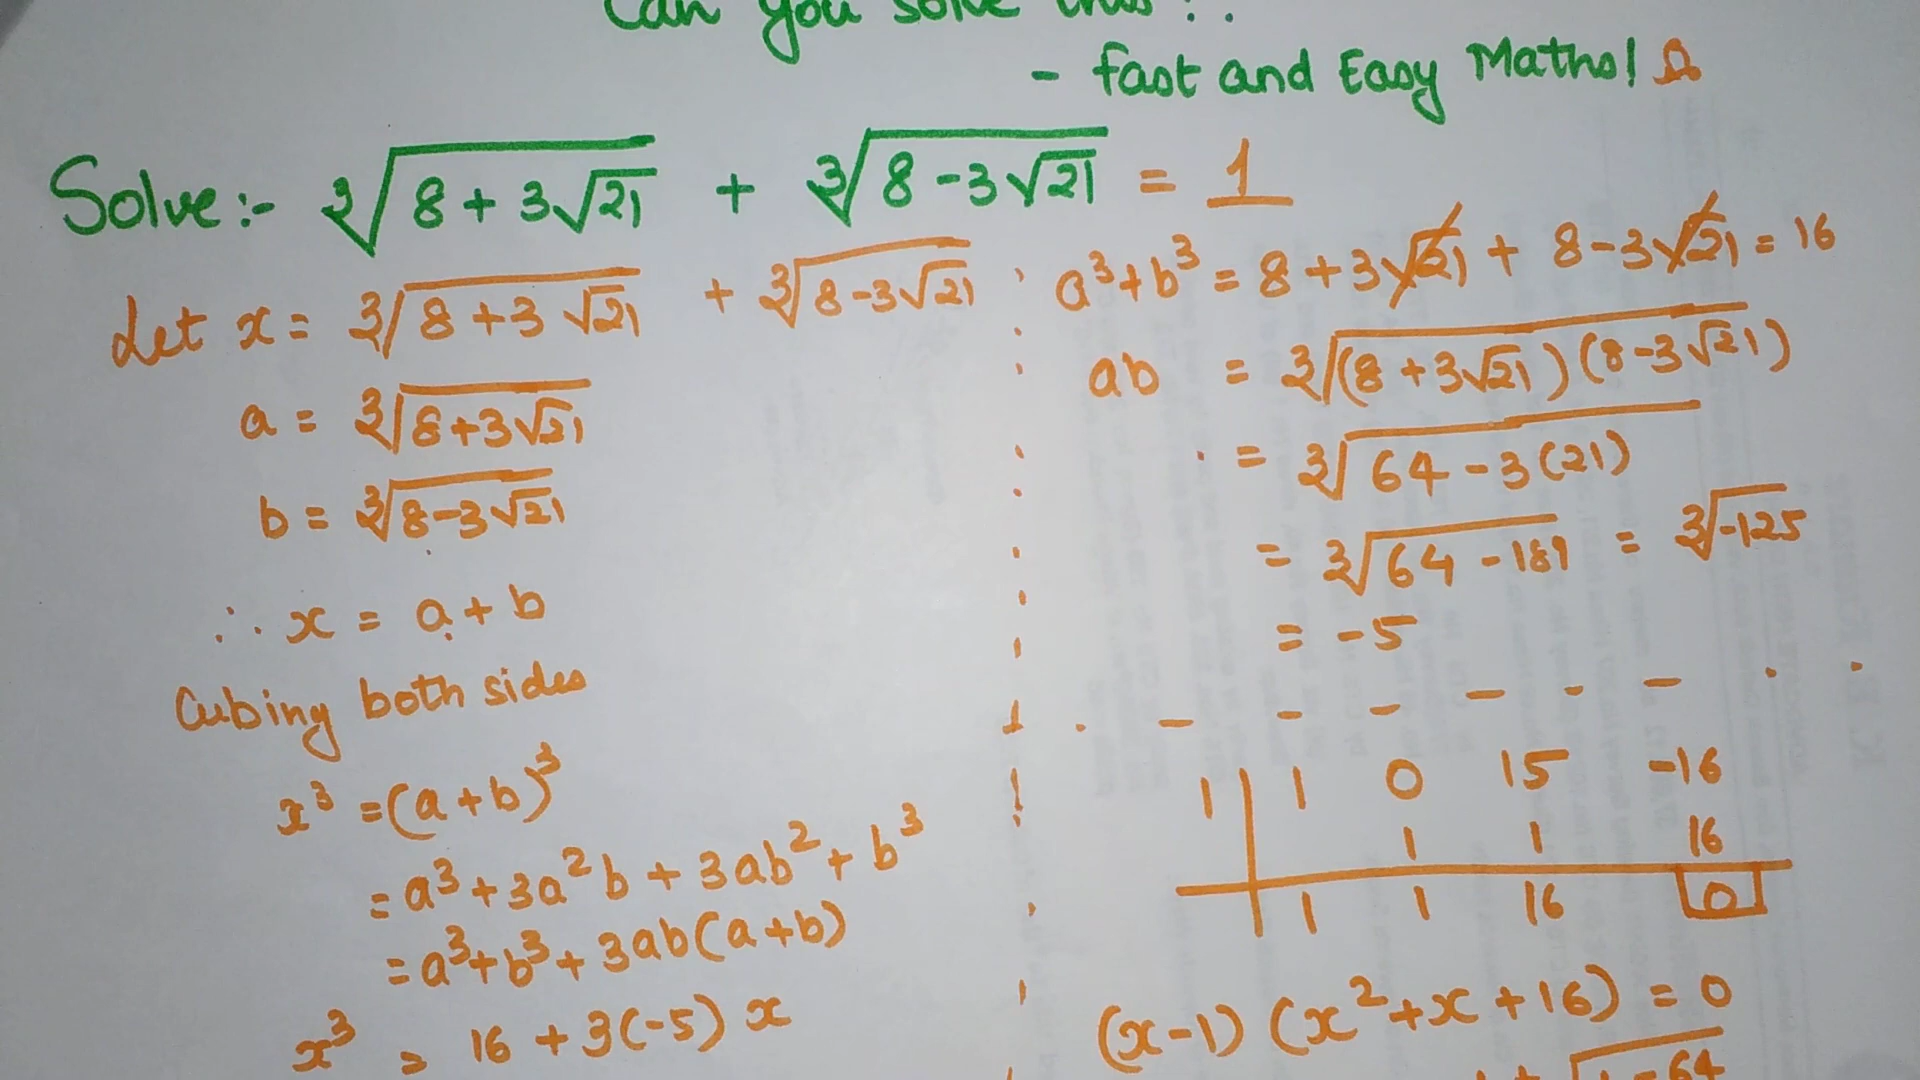 Can you solve this?.
- fast and Easy Maths!
Solve:- ∛(8 + 3√21) + ∛(8 - 3√21) = 1
Let x = ∛(8 + 3√21) + ∛(8 - 3√21)
a = ∛(8 + 3√21)
b = ∛(8 - 3√21)
∴ x = a + b
Cubing both sides
x³ = (a + b)³
= a³ + 3a²b + 3ab² + b³
= a³ + b³ + 3ab(a + b)
x³ = 16 + 3(-5)x
a³ + b³ = 8 + 3√21 + 8 - 3√21 = 16
ab = ∛((8 + 3√21)(8 - 3√21))
= ∛(64 - 3(21))
= ∛(64 - 189) = ∛-125
= -5
1 | 1 0 15 -16
1 1 16
1 1 16 0
(x - 1)(x² + x + 16) = 0